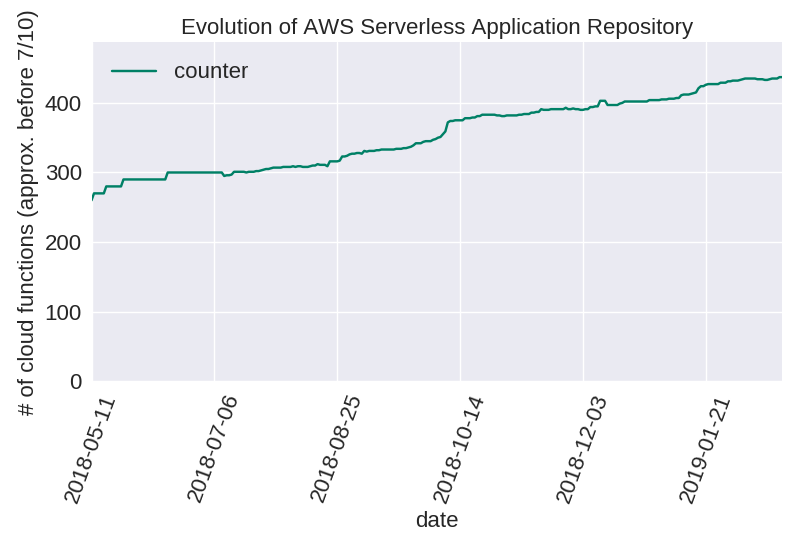 Evolution of AWS Serverless Application Repository
# of cloud functions (approx. before 7/10)
counter
400
300
200
100
0
2018-05-11
2018-07-06
2018-08-25
2018-10-14
2018-12-03
2019-01-21
date